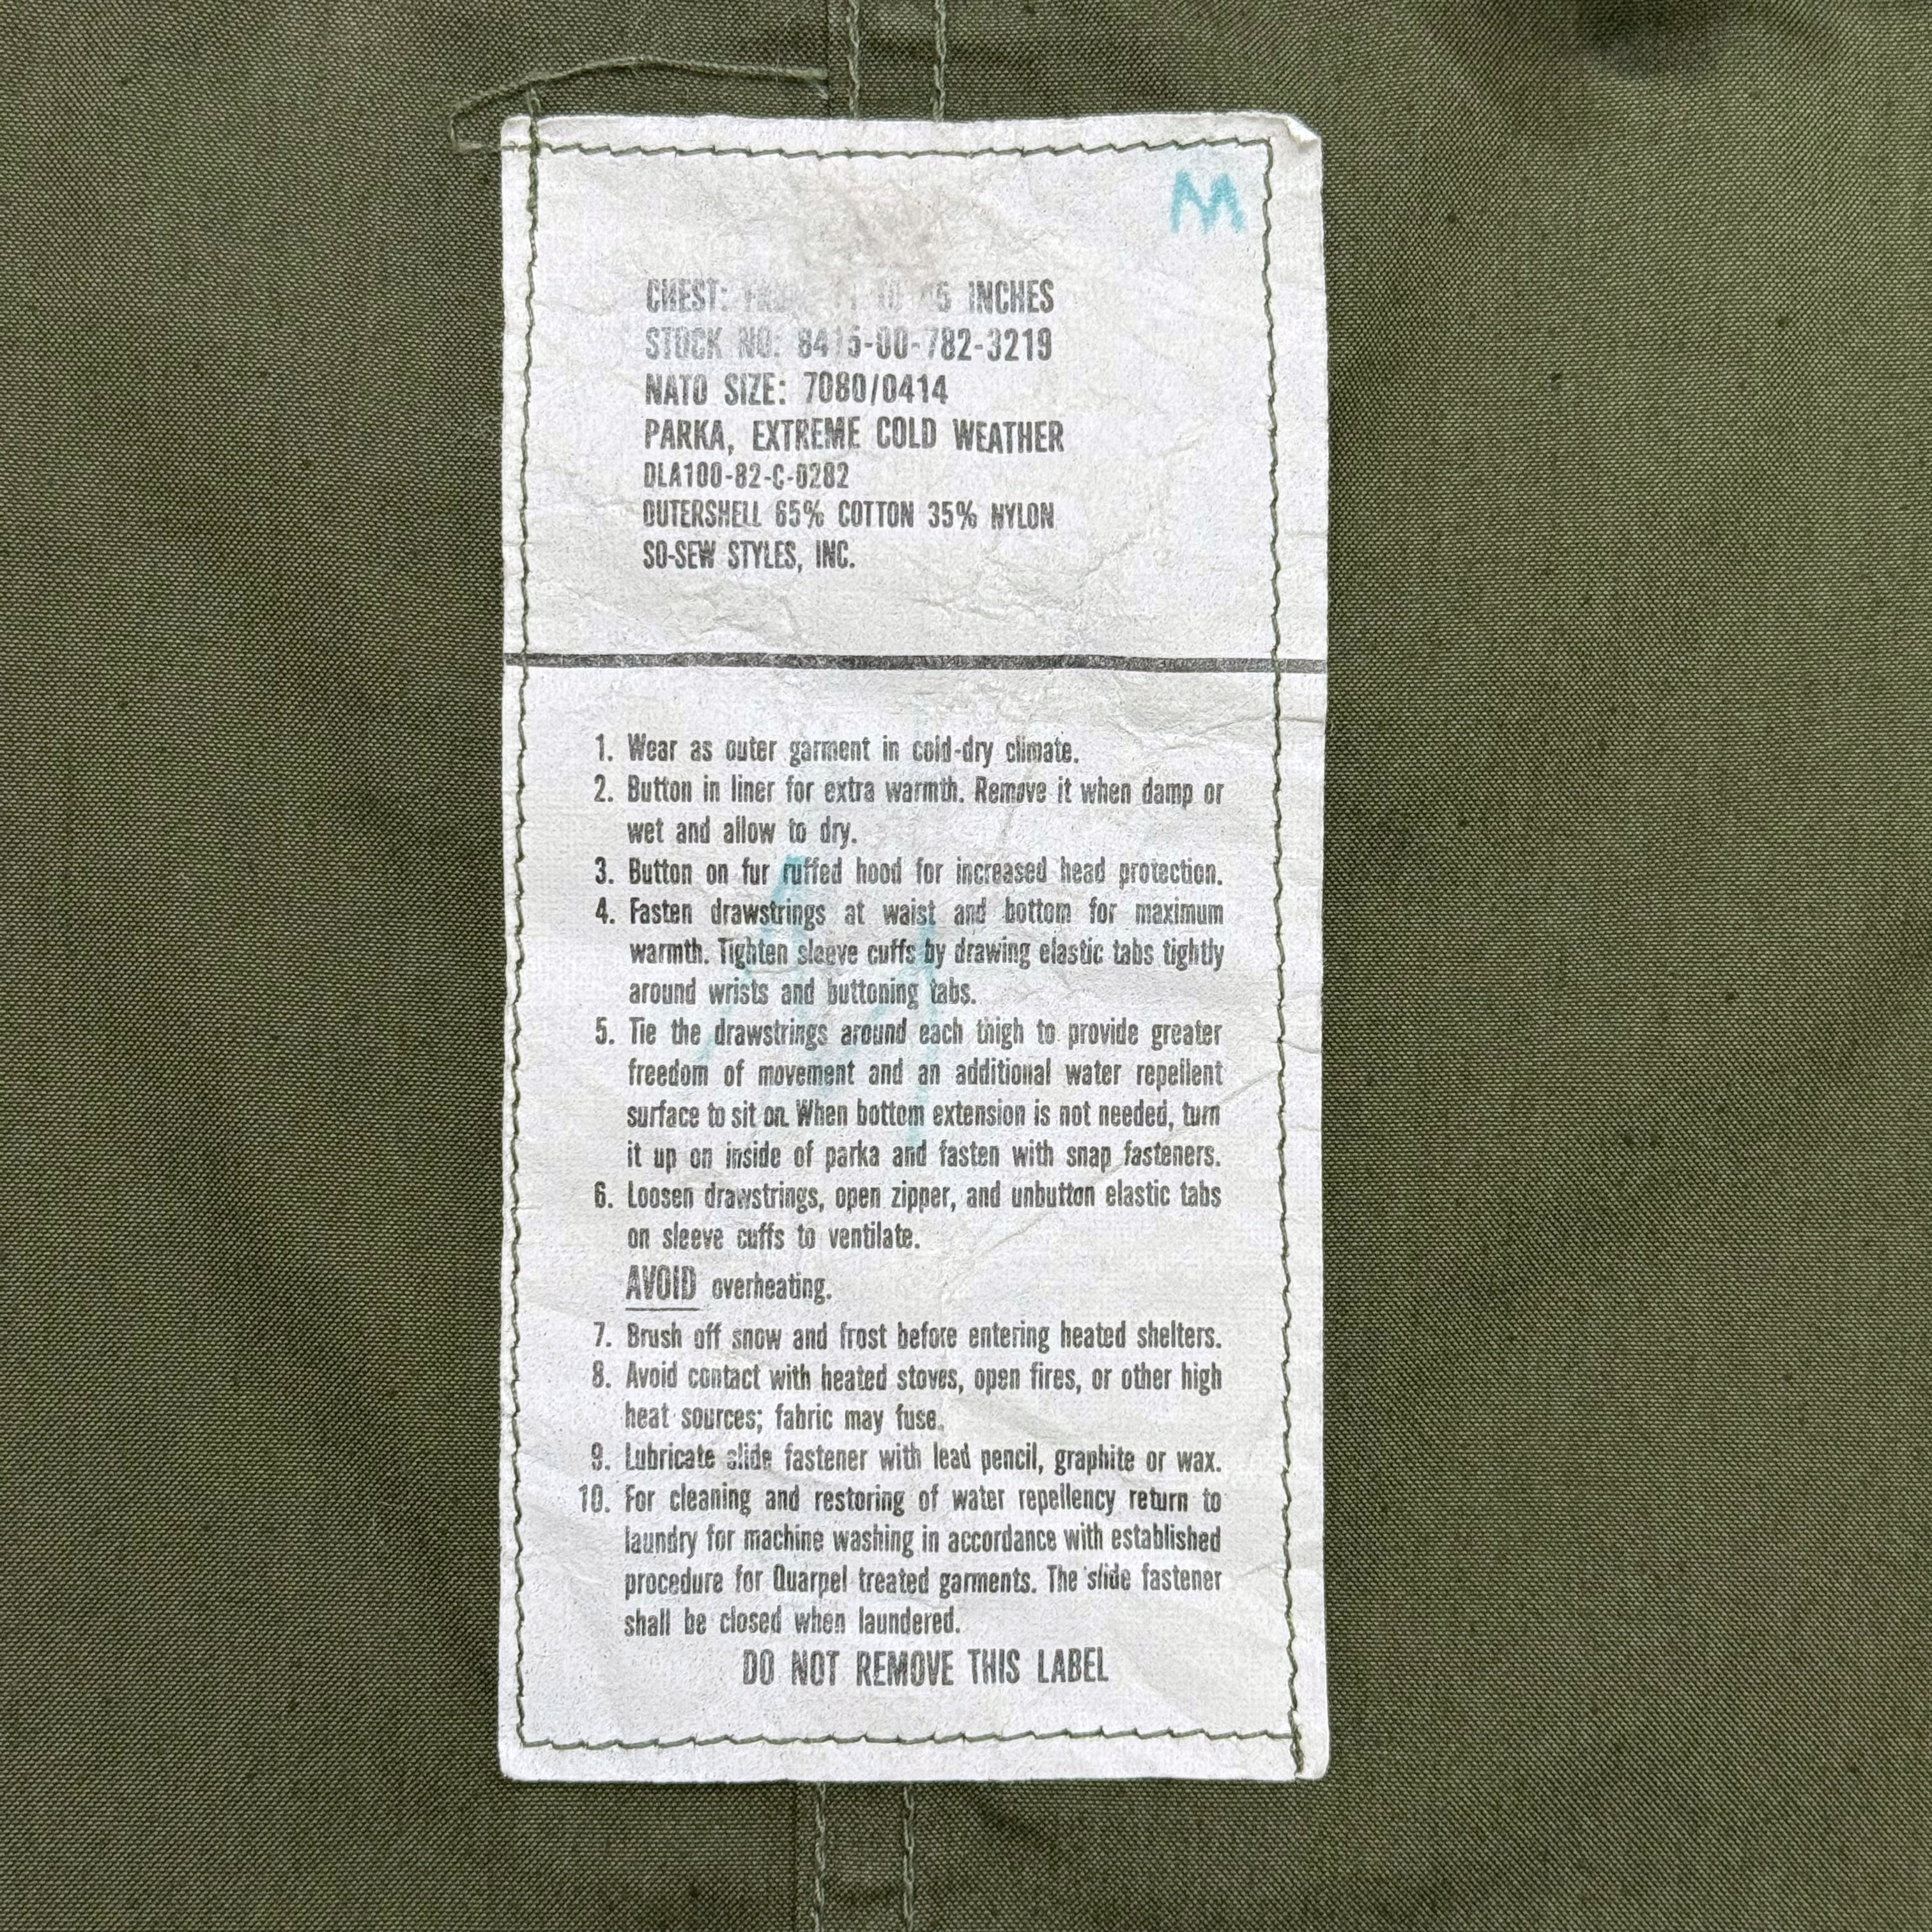 M
CHEST: FROM TO 45 INCHES
STOCK NO: 8415-00-782-3219
NATO SIZE: 7080/0414
PARKA, EXTREME COLD WEATHER
DLA100-82-C-0282
OUTERSHELL 65% COTTON 35% NYLON
SO-SEW STYLES, INC.
1. Wear as outer garment in cold-dry climate.
2. Button in liner for extra warmth. Remove it when damp or
wet and allow to dry.
3. Button on fur ruffed hood for increased head protection.
4. Fasten drawstrings at waist and bottom for maximum
warmth. Tighten sleeve cuffs by drawing elastic tabs tightly
around wrists and buttoning tabs.
5. Tie the drawstrings around each thigh to provide greater
freedom of movement and an additional water repellent
surface to sit on. When bottom extension is not needed, turn
it up on inside of parka and fasten with snap fasteners.
6. Loosen drawstrings, open zipper, and unbutton elastic tabs
on sleeve cuffs to ventilate.
AVOID overheating.
7. Brush off snow and frost before entering heated shelters.
8. Avoid contact with heated stoves, open fires, or other high
heat sources; fabric may fuse.
9. Lubricate slide fastener with lead pencil, graphite or wax.
10. For cleaning and restoring of water repellency return to
laundry for machine washing in accordance with established
procedure for Quarpel treated garments. The slide fastener
shall be closed when laundered.
DO NOT REMOVE THIS LABEL